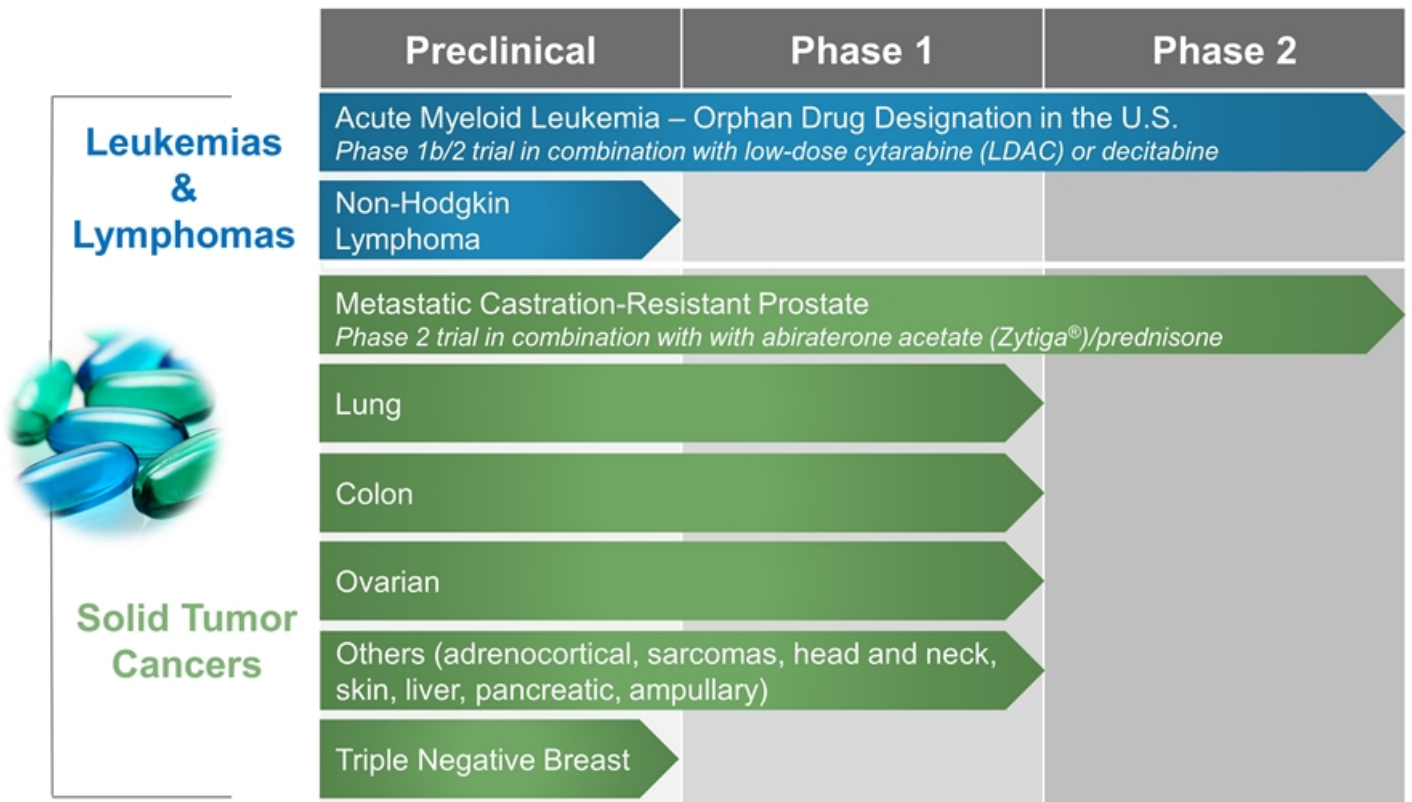 Preclinical
Phase 1
Phase 2
Leukemias
&
Lymphomas
Acute Myeloid Leukemia – Orphan Drug Designation in the U.S.
Phase 1b/2 trial in combination with low-dose cytarabine (LDAC) or decitabine
Non-Hodgkin
Lymphoma
Metastatic Castration-Resistant Prostate
Phase 2 trial in combination with with abiraterone acetate (Zytiga®)/prednisone
Lung
Colon
Ovarian
Solid Tumor
Cancers
Others (adrenocortical, sarcomas, head and neck,
skin, liver, pancreatic, ampullary)
Triple Negative Breast